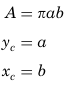 A = πab
y_c = a
x_c = b